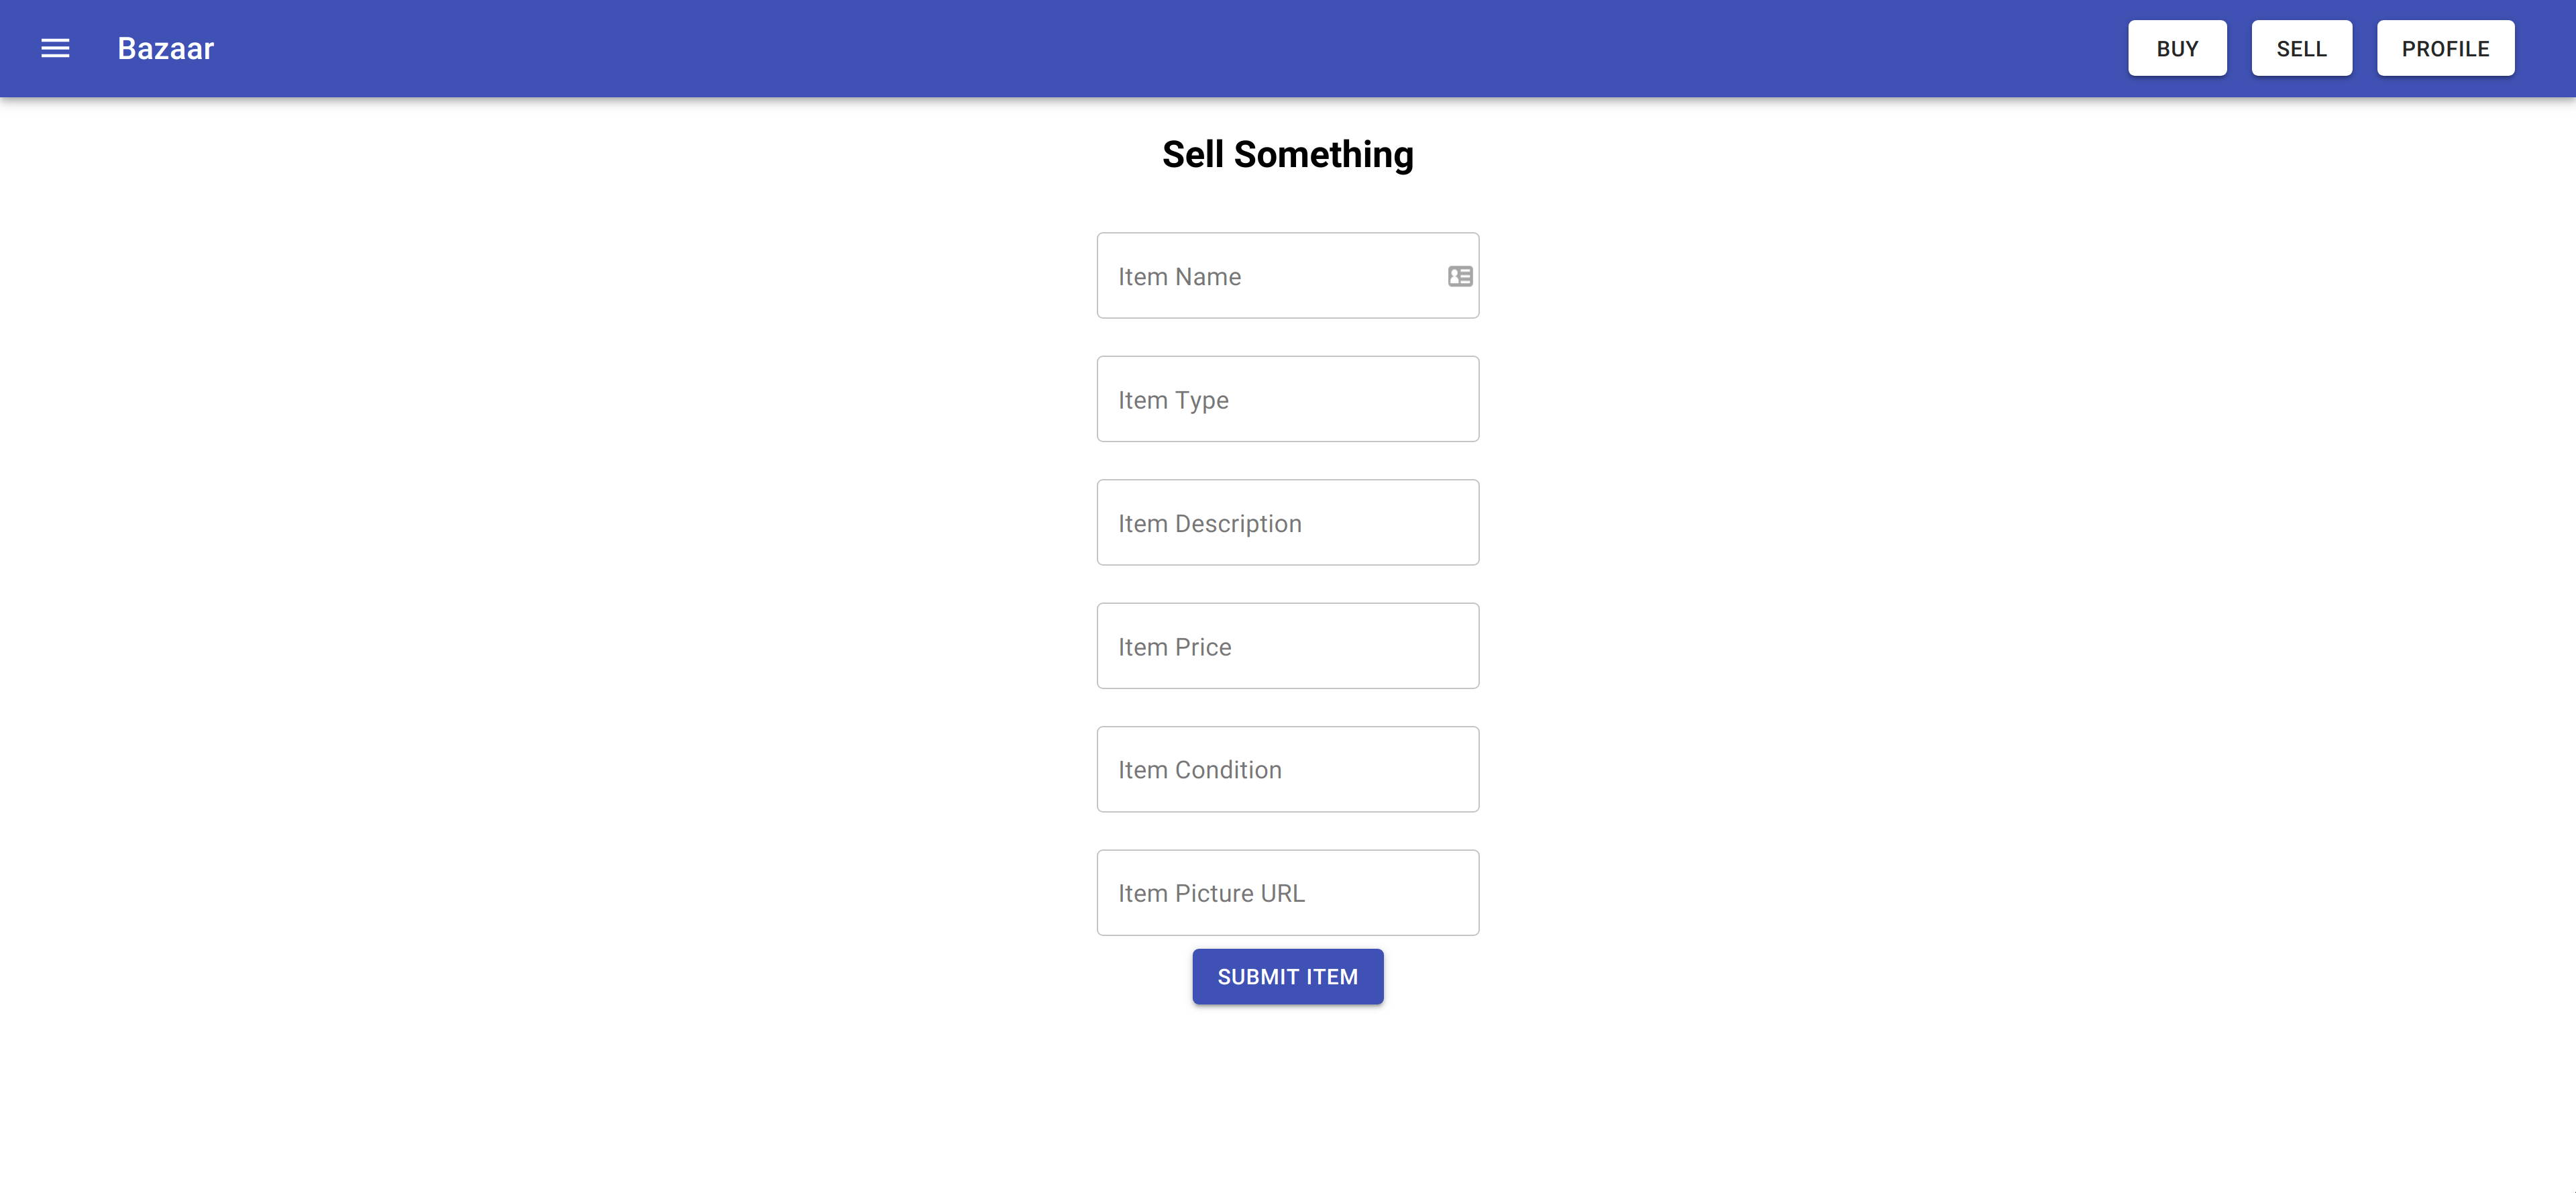 Bazaar
BUY
SELL
PROFILE
Sell Something
Item Name
Item Type
Item Description
Item Price
Item Condition
Item Picture URL
SUBMIT ITEM